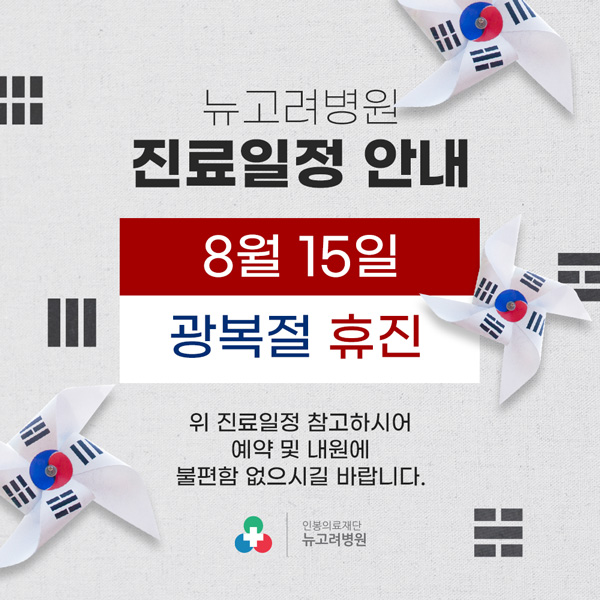 뉴고려병원
진료일정 안내
8월 15일
광복절 휴진
위 진료일정 참고하시어
예약 및 내원에
불편함 없으시길 바랍니다.
인봉의료재단
뉴고려병원